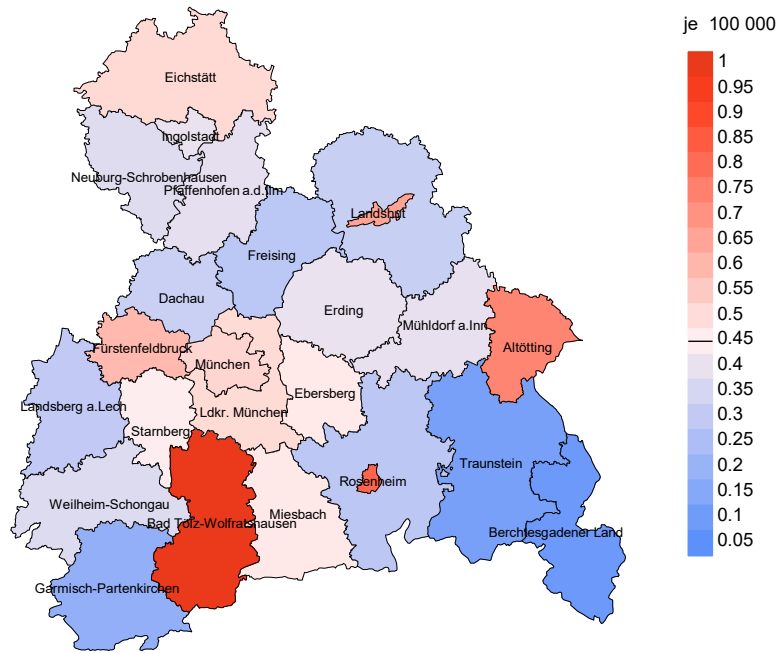 je 100 000
Eichstätt
1
0.95
0.9
0.85
0.8
0.75
0.7
0.65
0.6
0.55
0.5
0.45
0.4
0.35
0.3
0.25
0.2
0.15
0.1
0.05
Ingolstadt
Neuburg-Schrobenhausen
Pfaffenhofen a.d.Ilm
Landshut
Freising
Dachau
Erding
Mühldorf a.Inn
Altötting
Fürstenfeldbruck
München
Ebersberg
Landsberg a.Lech
Ldkr. München
Starnberg
Traunstein
Rosenheim
Weilheim-Schongau
Miesbach
Bad Tölz-Wolfratshausen
Berchtesgadener Land
Garmisch-Partenkirchen